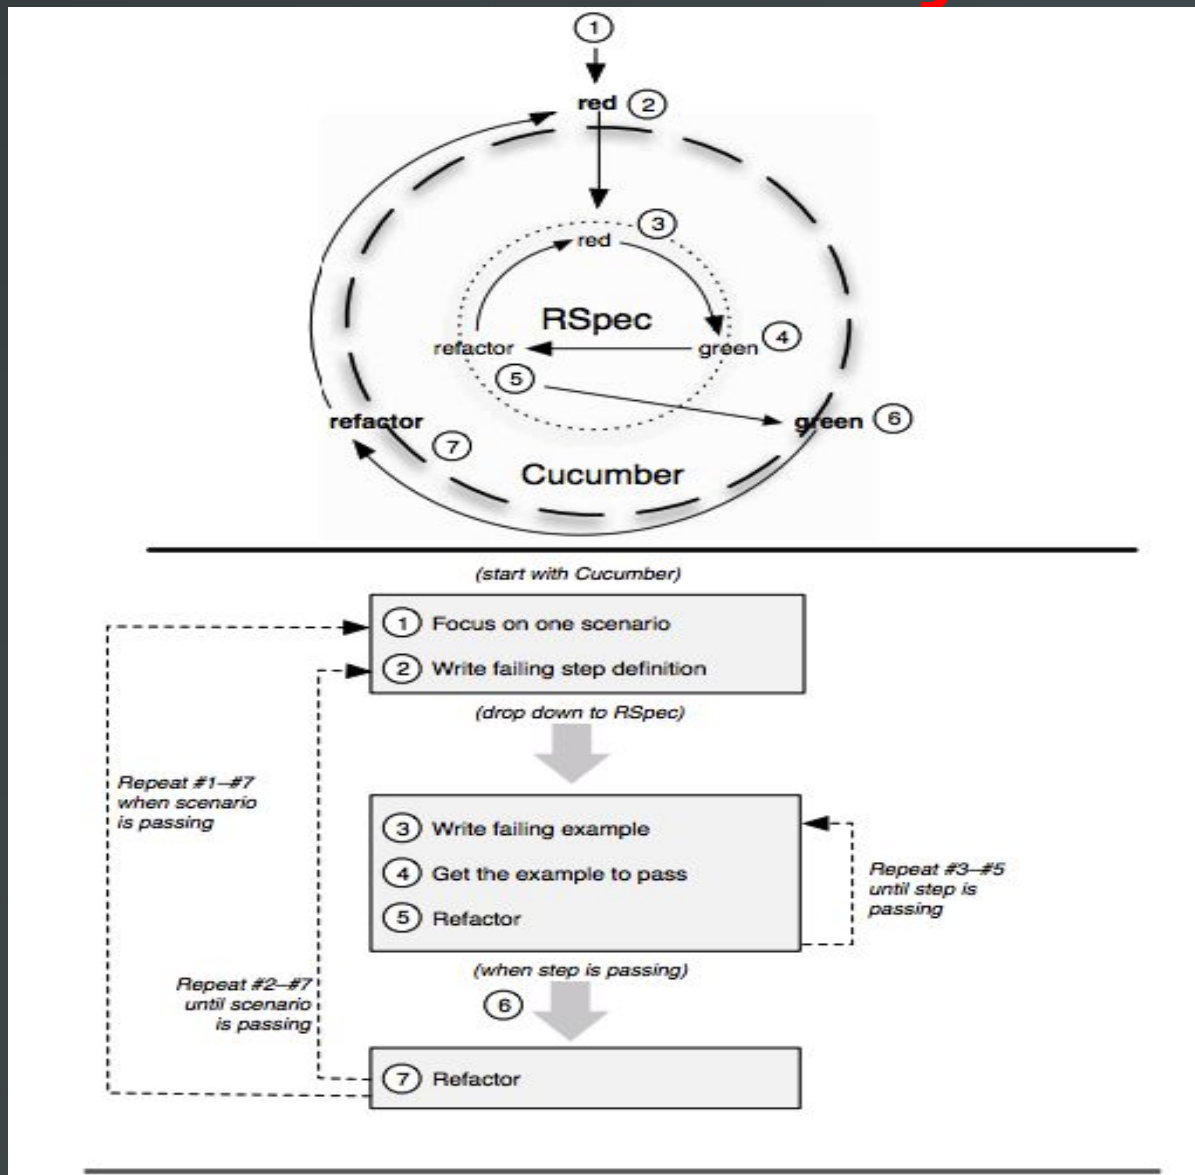 1
red 2
3
red
RSpec
4
refactor
green
5
refactor
green 6
7
Cucumber
(start with Cucumber)
1 Focus on one scenario
2 Write failing step definition
(drop down to RSpec)
Repeat #1–#7
when scenario
is passing
3 Write failing example
4 Get the example to pass
5 Refactor
Repeat #3–#5
until step is
passing
(when step is passing)
6
Repeat #2–#7
until scenario
is passing
7 Refactor